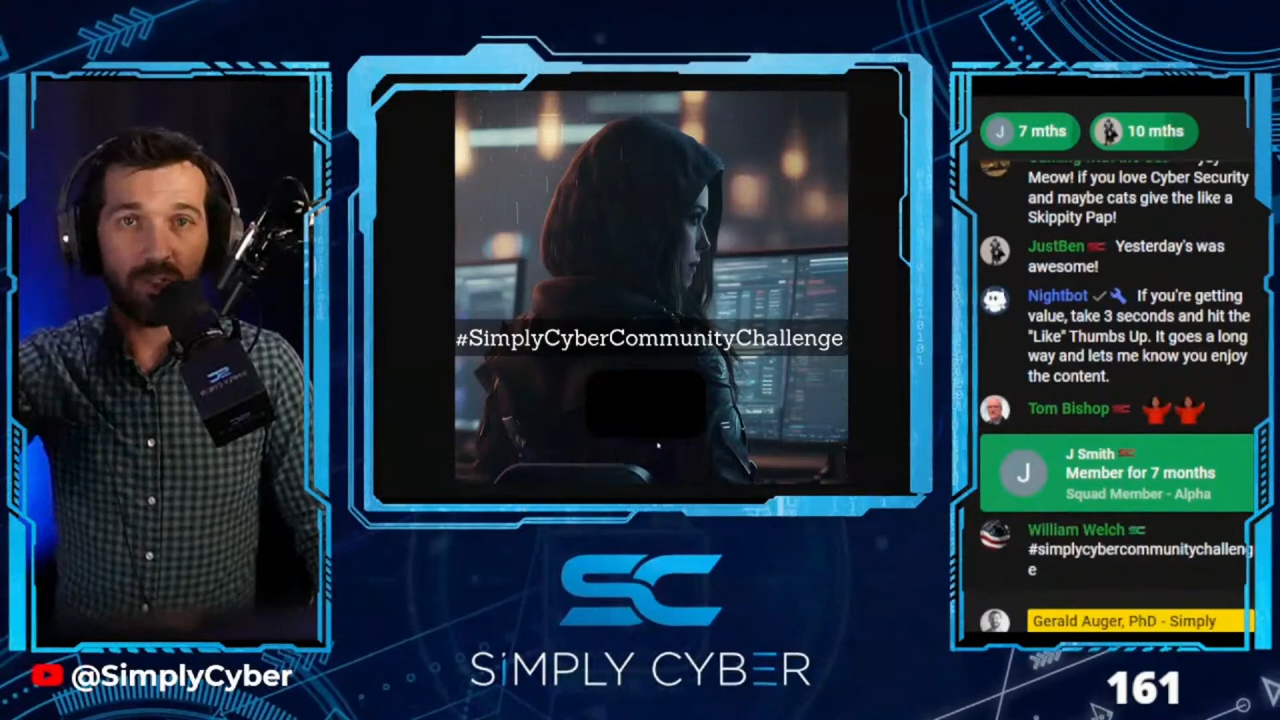 #SimplyCyberCommunityChallenge
SC
SiMPLY CYBER
@SimplyCyber
J 7 mths
10 mths
Meow! if you love Cyber Security
and maybe cats give the like a
Skippity Pap!
JustBen Yesterday's was
awesome!
Nightbot If you're getting
value, take 3 seconds and hit the
"Like" Thumbs Up. It goes a long
way and lets me know you enjoy
the content.
Tom Bishop
J
J Smith
Member for 7 months
Squad Member - Alpha
William Welch
#simplycybercommunitychalleng
e
Gerald Auger, PhD - Simply
161